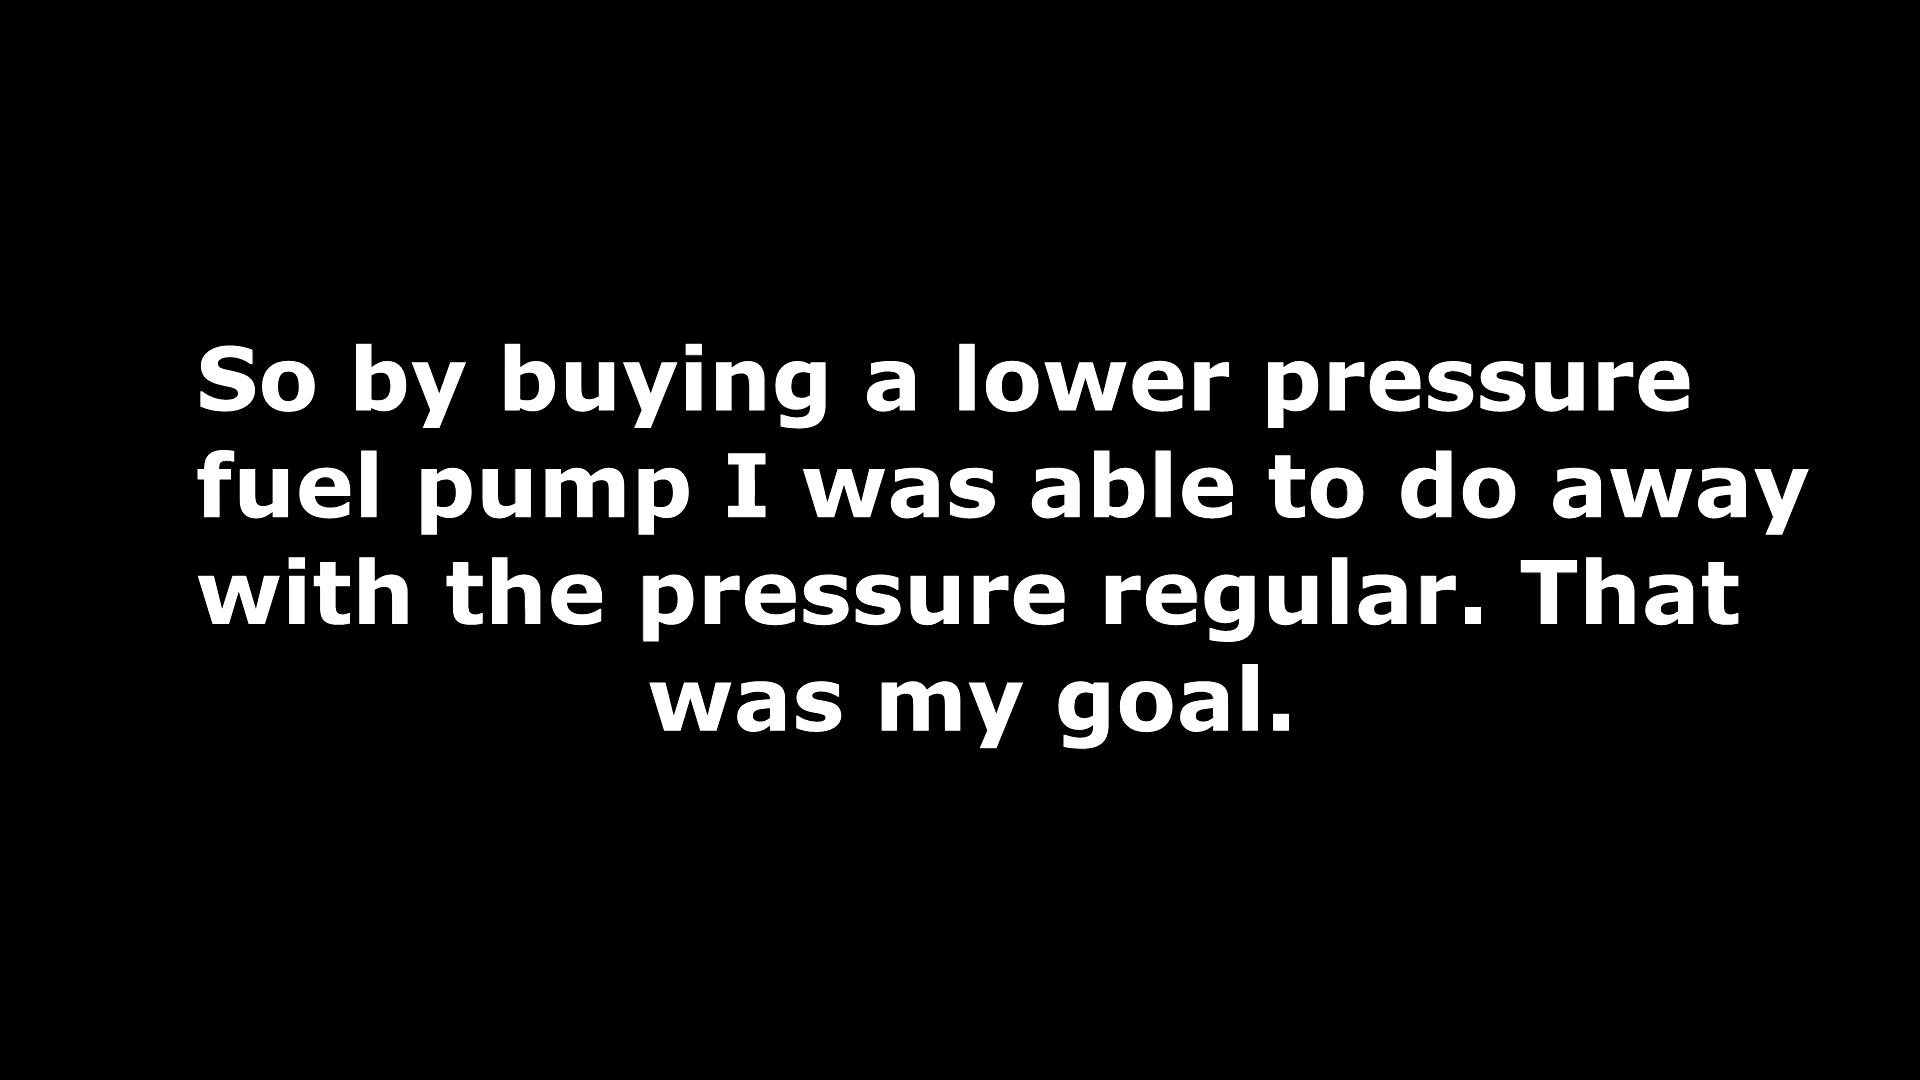 So by buying a lower pressure
fuel pump I was able to do away
with the pressure regular. That
was my goal.